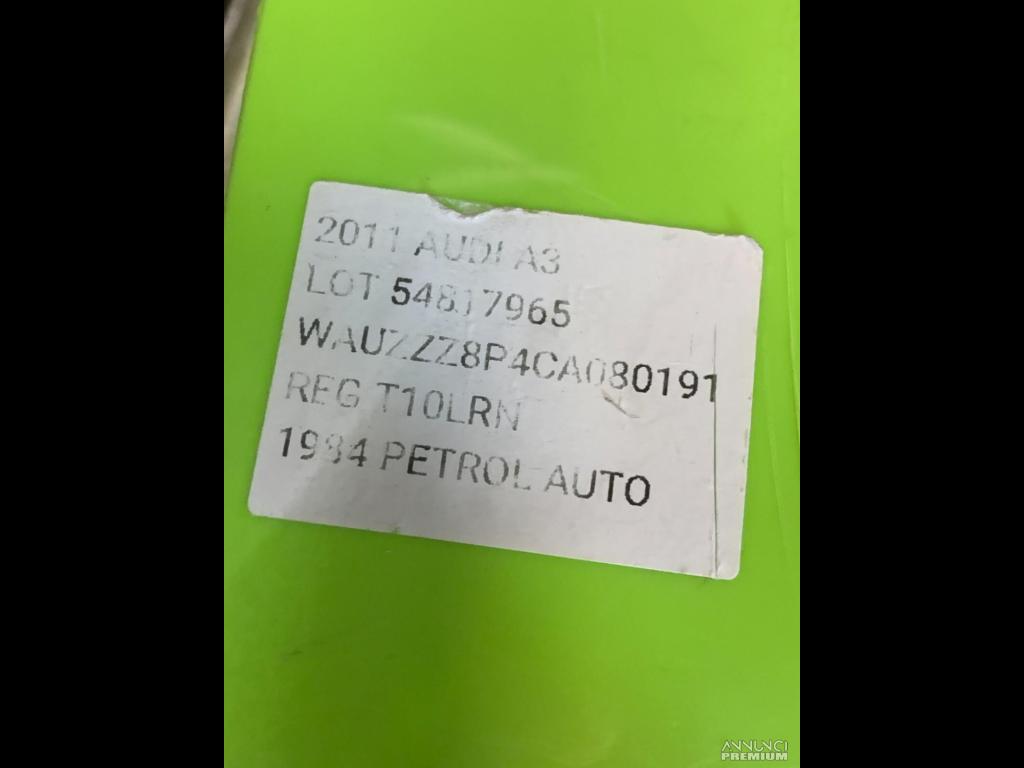 2011 AUDI A3
LOT 54817965
WAUZZZ8P4CA080191
REG T10LRN
1984 PETROL AUTO
ANNUNCI
PREMIUM